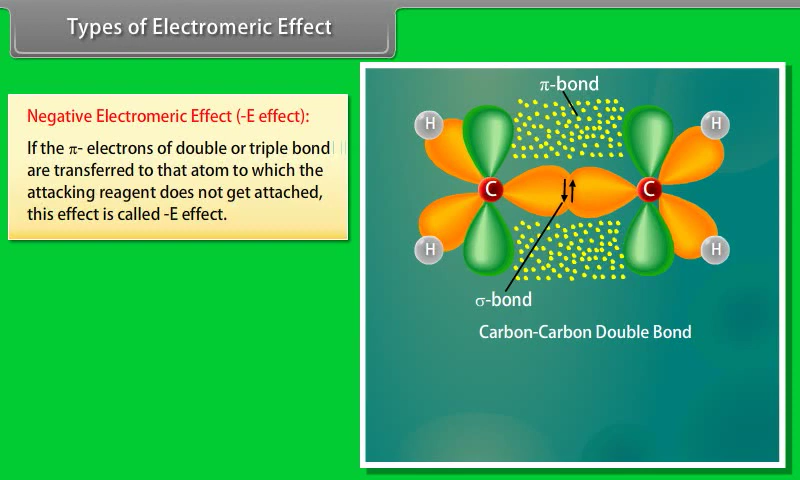 Types of Electromeric Effect
Negative Electromeric Effect (-E effect):
If the π- electrons of double or triple bond
are transferred to that atom to which the
attacking reagent does not get attached,
this effect is called -E effect.
π-bond
H
H
C
C
H
H
σ-bond
Carbon-Carbon Double Bond